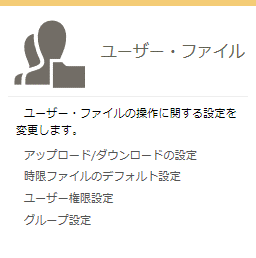 ユーザー・ファイル
ユーザー・ファイルの操作に関する設定を
変更します。
アップロード/ダウンロードの設定
時限ファイルのデフォルト設定
ユーザー権限設定
グループ設定